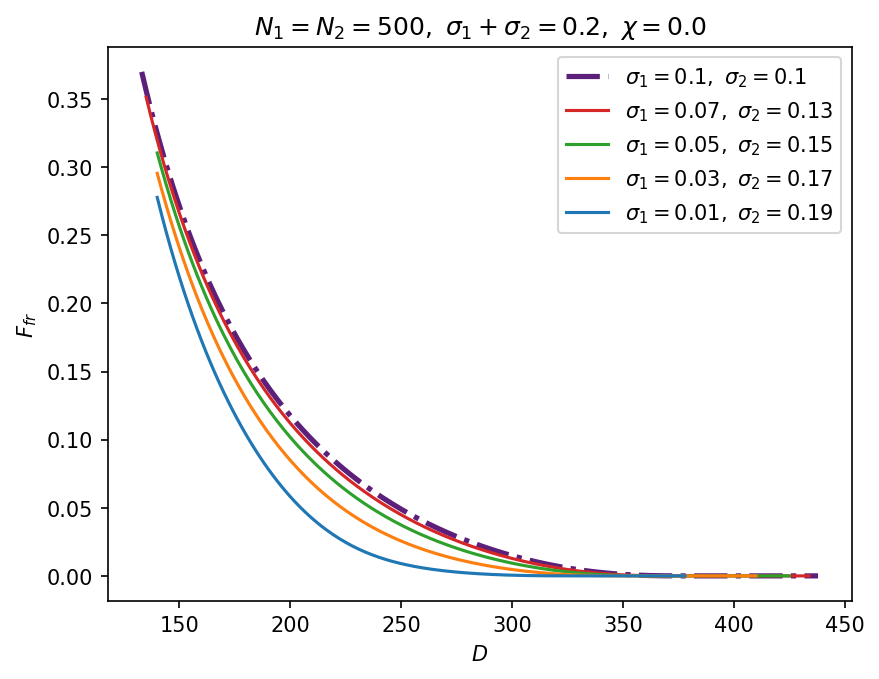 N₁ = N₂ = 500, σ₁ + σ₂ = 0.2, χ = 0.0
σ₁ = 0.1, σ₂ = 0.1
σ₁ = 0.07, σ₂ = 0.13
σ₁ = 0.05, σ₂ = 0.15
σ₁ = 0.03, σ₂ = 0.17
σ₁ = 0.01, σ₂ = 0.19
0.35
0.30
0.25
0.20
0.15
0.10
0.05
0.00
F_fr
150 200 250 300 350 400 450
D